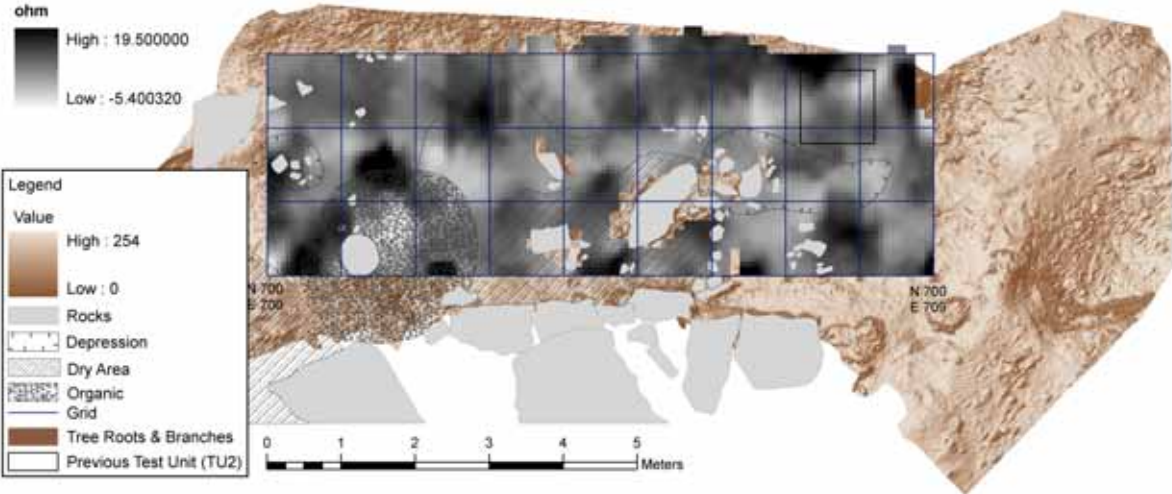 ohm
High : 19.500000
Low : -5.400320
Legend
Value
High : 254
Low : 0
Rocks
Depression
Dry Area
Organic
Grid
Tree Roots & Branches
Previous Test Unit (TU2)
N 700
E 700
N 700
E 709
0 1 2 3 4 5
Meters